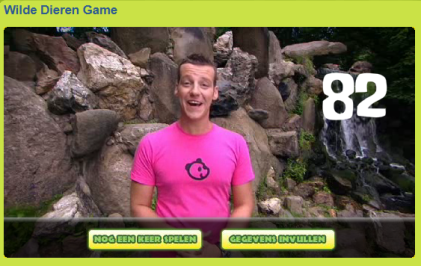 Wilde Dieren Game
82
NOG EEN KEER SPELEN
GEGEVENS INVULLEN